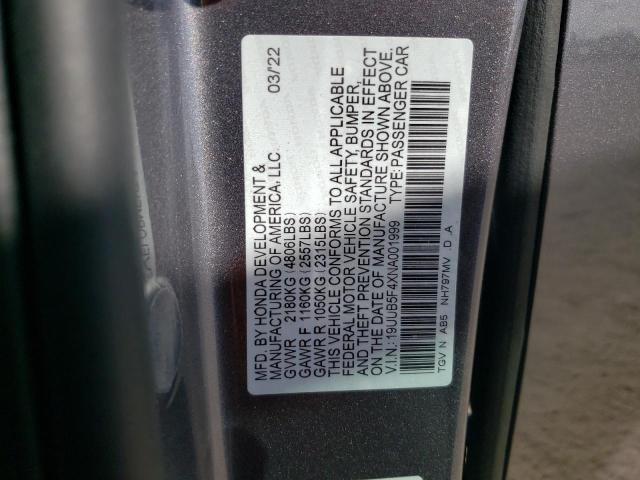 MFD. BY HONDA DEVELOPMENT & 03/'22
MANUFACTURING OF AMERICA, LLC.
GVWR 2180KG (4806LBS)
GAWR F 1160KG (2557LBS)
GAWR R 1050KG (2315LBS)
THIS VEHICLE CONFORMS TO ALL APPLICABLE
FEDERAL MOTOR VEHICLE SAFETY, BUMPER,
AND THEFT PREVENTION STANDARDS IN EFFECT
ON THE DATE OF MANUFACTURE SHOWN ABOVE.
V.I.N.:19UUB5F4XNA001999 TYPE:PASSENGER CAR
TGV N AB5 NH797MV D .A